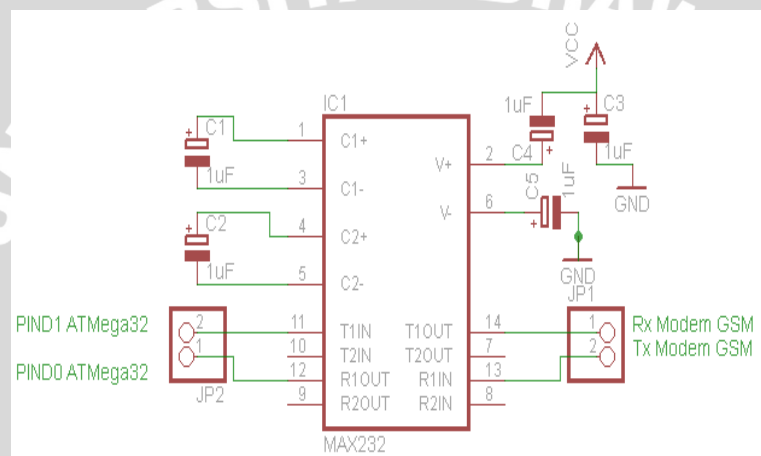 VCC
IC1
1uF
C3
C1
1
C1+
V+
2
C4
1uF
1uF
3
C1-
C5
1uF
GND
C2
4
C2+
V-
6
1uF
5
C2-
GND
JP1
PIND1 ATMega32
2
11
T1IN
T1OUT
14
1
Rx Modem GSM
10
T2IN
T2OUT
7
2
Tx Modem GSM
PIND0 ATMega32
1
12
R1OUT
R1IN
13
JP2
9
R2OUT
R2IN
8
MAX232